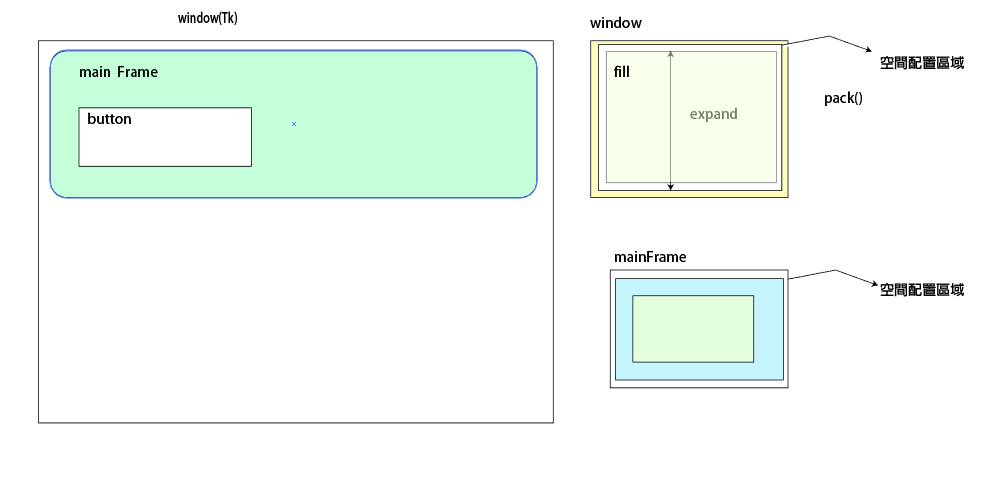 window(Tk)
main Frame
button
window
空間配置區域
fill
pack()
expand
mainFrame
空間配置區域